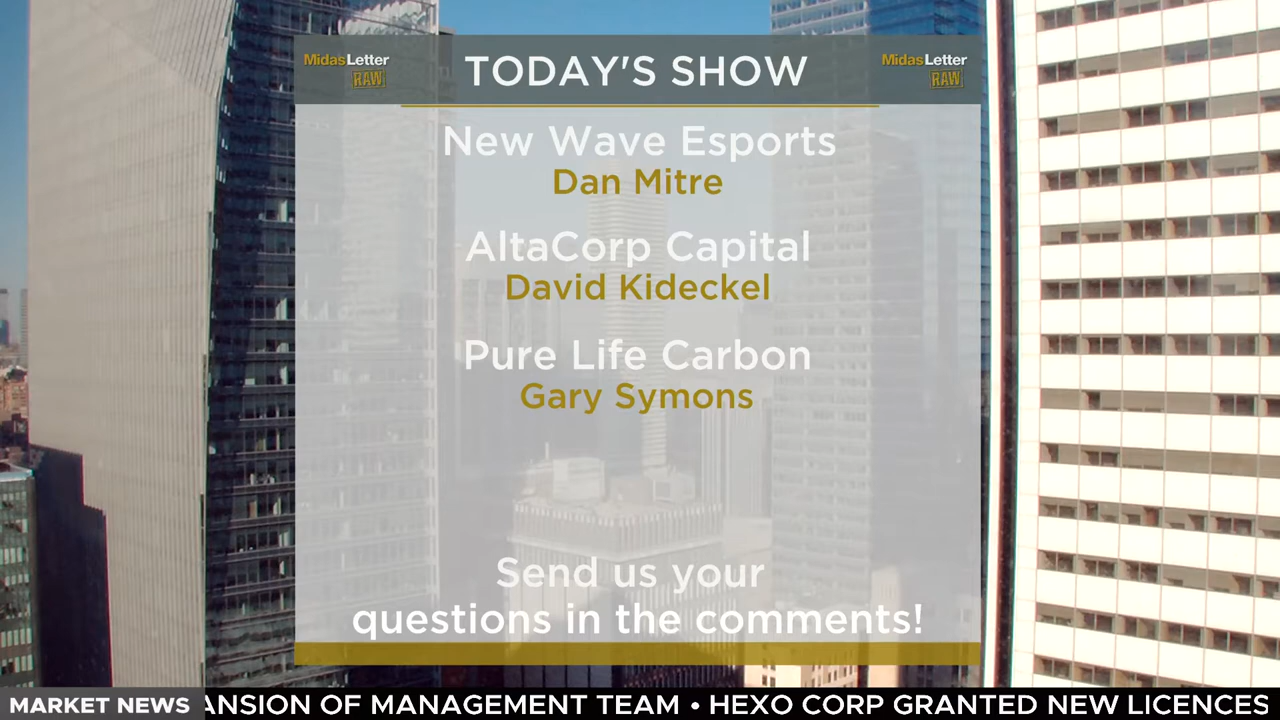 MidasLetter
RAW
TODAY'S SHOW
MidasLetter
RAW
New Wave Esports
Dan Mitre
AltaCorp Capital
David Kideckel
Pure Life Carbon
Gary Symons
Send us your
questions in the comments!
MARKET NEWS
ANSION OF MANAGEMENT TEAM • HEXO CORP GRANTED NEW LICENCES